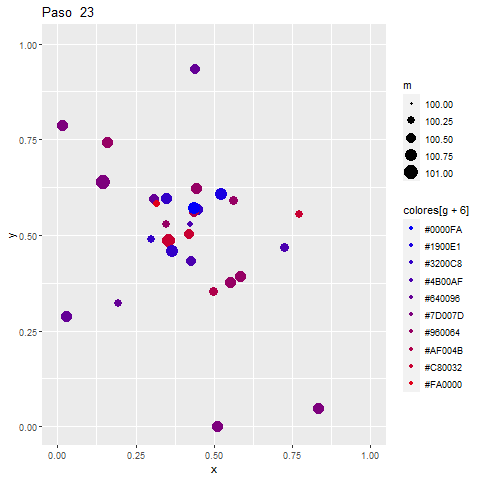 Paso 23
1.00
0.75
0.50
0.25
0.00
y
0.00
0.25
0.50
0.75
1.00
x
m
100.00
100.25
100.50
100.75
101.00
colores[g + 6]
#0000FA
#1900E1
#3200C8
#4B00AF
#640096
#7D007D
#960064
#AF004B
#C80032
#FA0000